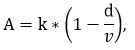 A = k * (1 − d/v),